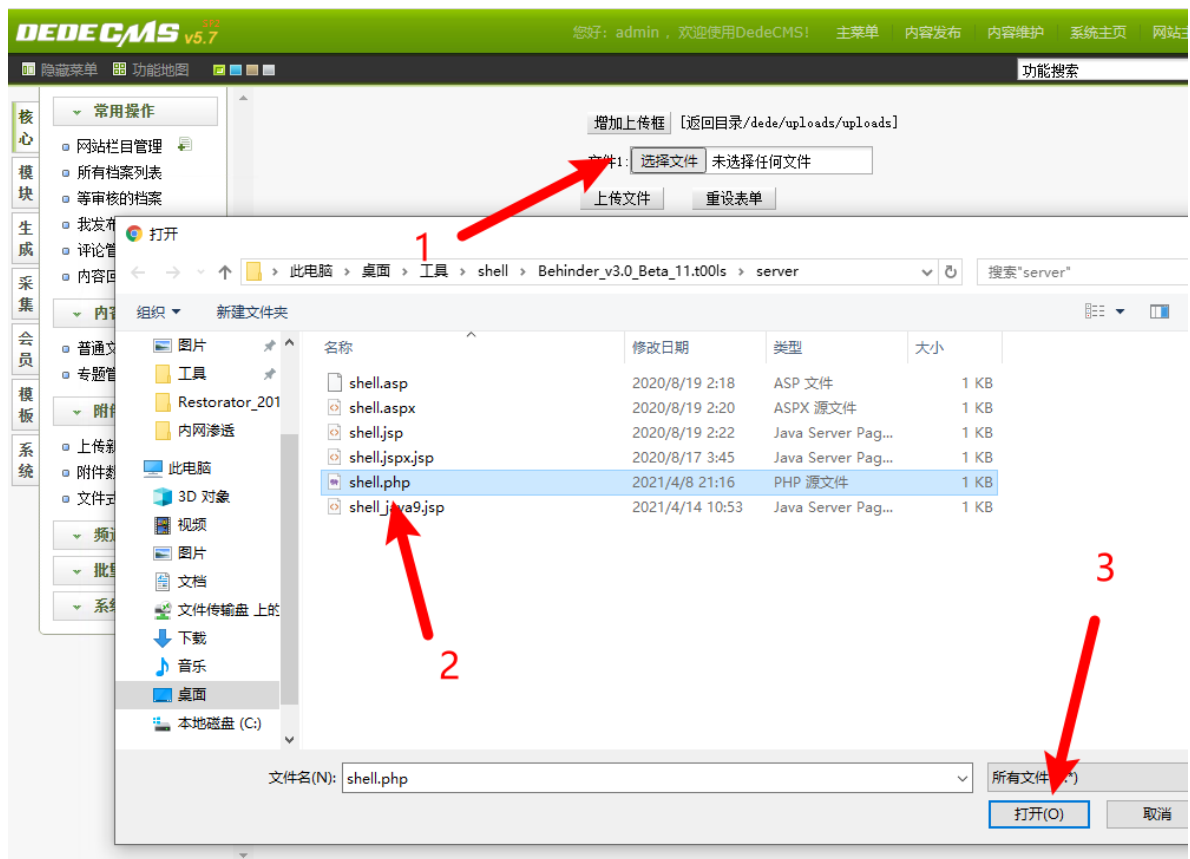 DEDECMS v5.7 SP2
您好：admin ，欢迎使用DedeCMS！ 主菜单 内容发布 内容维护 系统主页 网站主
隐藏菜单 功能地图 功能搜索
核心
模块
生成
采集
会员
模板
系统
常用操作
网站栏目管理
所有档案列表
等审核的档案
我发布
评论管
内容回
内容
普通文
专题管
附件
上传新
附件数
文件式
频道
批量
系统
增加上传框 [返回目录/dede/uploads/uploads]
文件1: 选择文件 未选择任何文件
上传文件 重设表单
1
打开
此电脑 › 桌面 › 工具 › shell › Behinder_v3.0_Beta_11.t00ls › server 搜索"server"
组织 新建文件夹
图片
工具
Restorator_201
内网渗透
此电脑
3D 对象
视频
图片
文档
文件传输盘 上的
下载
音乐
桌面
本地磁盘 (C:)
名称 修改日期 类型 大小
shell.asp 2020/8/19 2:18 ASP 文件 1 KB
shell.aspx 2020/8/19 2:20 ASPX 源文件 1 KB
shell.jsp 2020/8/19 2:22 Java Server Pag... 1 KB
shell.jspx.jsp 2020/8/17 3:45 Java Server Pag... 1 KB
shell.php 2021/4/8 21:16 PHP 源文件 1 KB
shell_java9.jsp 2021/4/14 10:53 Java Server Pag... 1 KB
2
3
文件名(N): shell.php 所有文件 (*.*)
打开(O) 取消